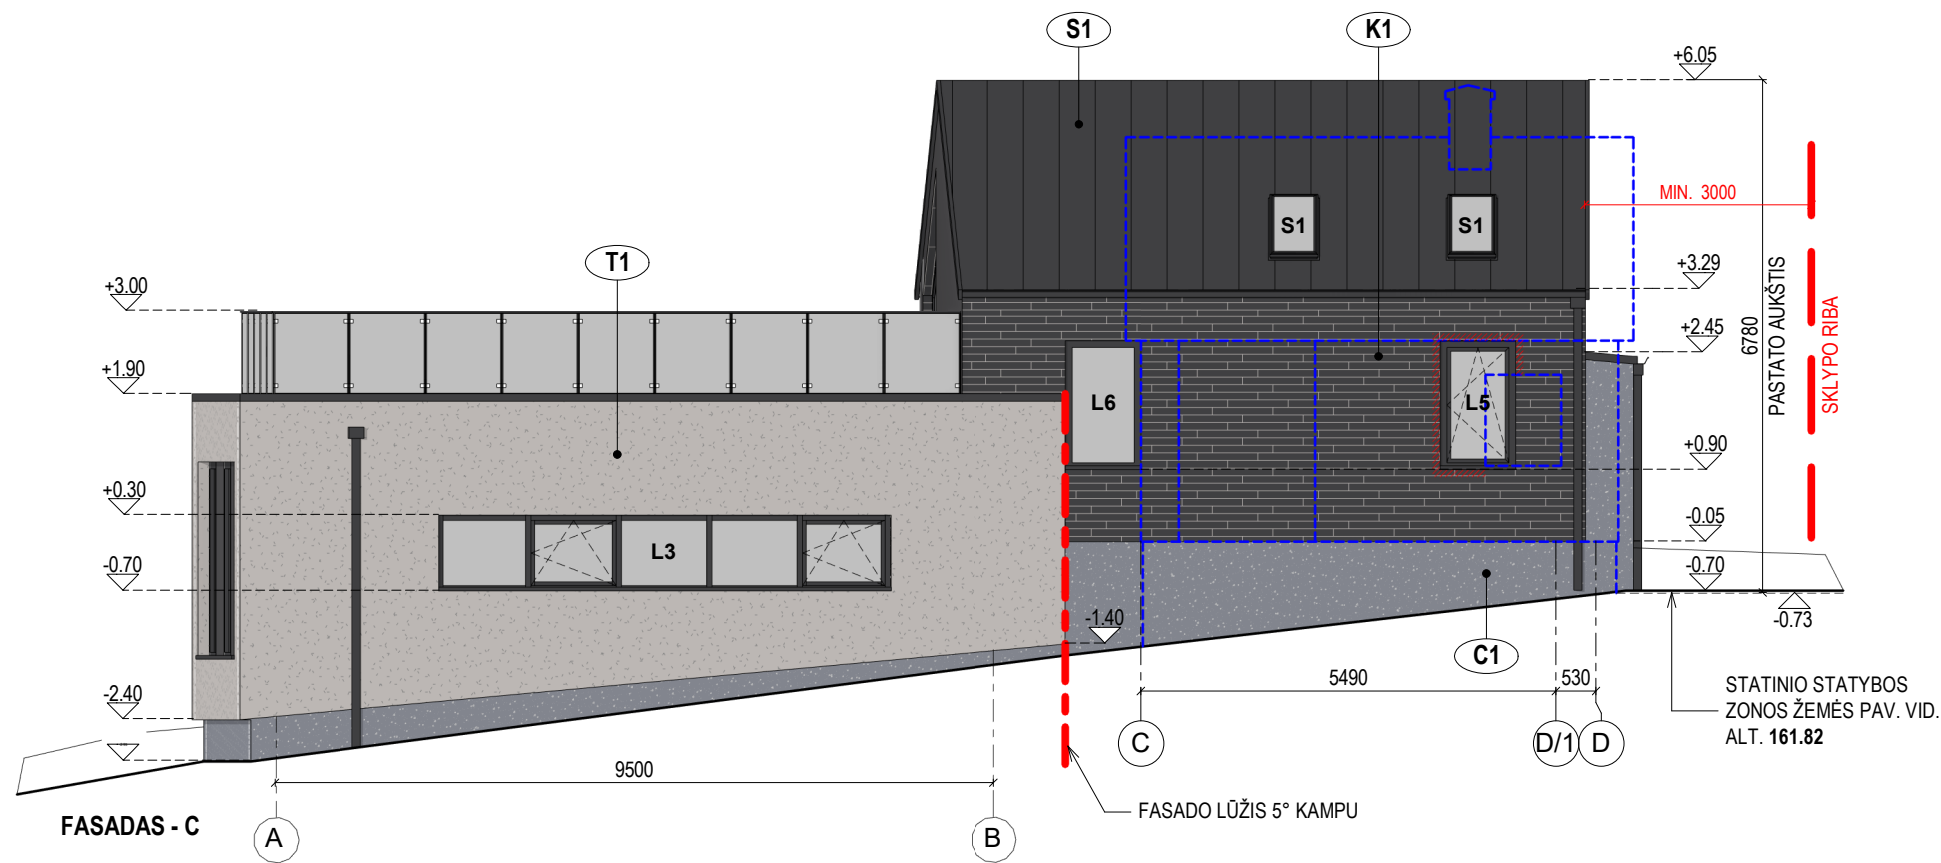 S1
K1
+6.05
MIN. 3000
S1
S1
T1
+3.00
+3.29
PASTATO AUKŠTIS
6780
SKLYPO RIBA
+2.45
+1.90
L6
L5
+0.90
+0.30
L3
-0.05
-0.70
-0.70
-1.40
-0.73
C1
-2.40
5490
530
STATINIO STATYBOS
ZONOS ŽEMĖS PAV. VID.
ALT. 161.82
C
D/1
D
9500
FASADO LŪŽIS 5° KAMPU
FASADAS - C
A
B